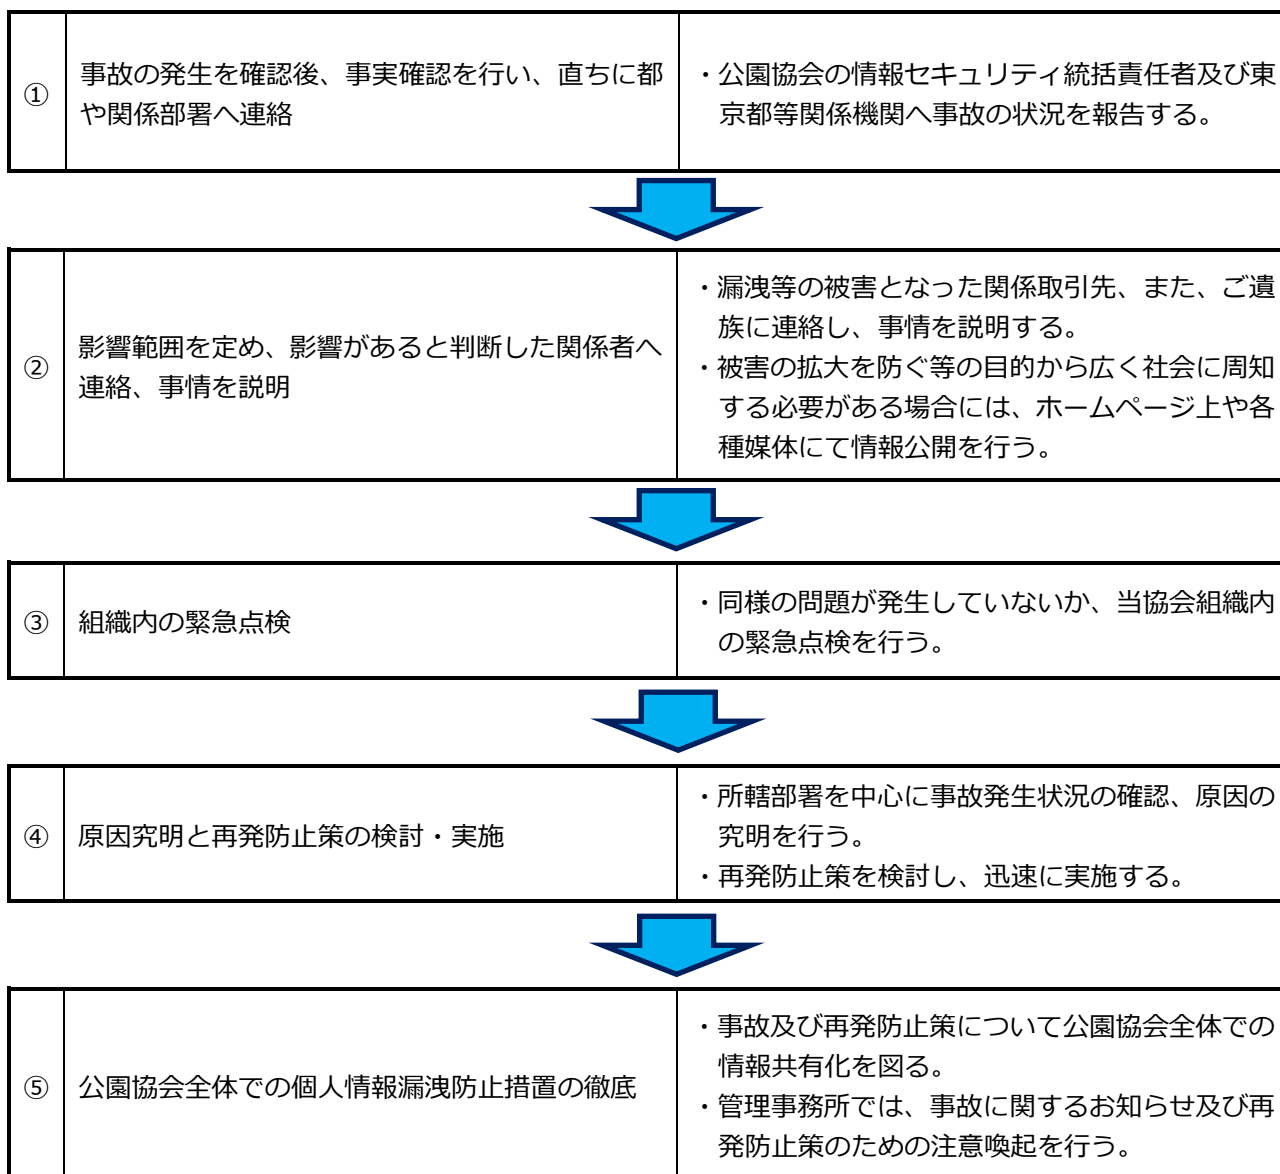 ①
事故の発生を確認後、事実確認を行い、直ちに都
や関係部署へ連絡
・公園協会の情報セキュリティ統括責任者及び東
京都等関係機関へ事故の状況を報告する。
②
影響範囲を定め、影響があると判断した関係者へ
連絡、事情を説明
・漏洩等の被害となった関係取引先、また、ご遺
族に連絡し、事情を説明する。
・被害の拡大を防ぐ等の目的から広く社会に周知
する必要がある場合には、ホームページ上や各
種媒体にて情報公開を行う。
③
組織内の緊急点検
・同様の問題が発生していないか、当協会組織内
の緊急点検を行う。
④
原因究明と再発防止策の検討・実施
・所轄部署を中心に事故発生状況の確認、原因の
究明を行う。
・再発防止策を検討し、迅速に実施する。
⑤
公園協会全体での個人情報漏洩防止措置の徹底
・事故及び再発防止策について公園協会全体での
情報共有化を図る。
・管理事務所では、事故に関するお知らせ及び再
発防止策のための注意喚起を行う。